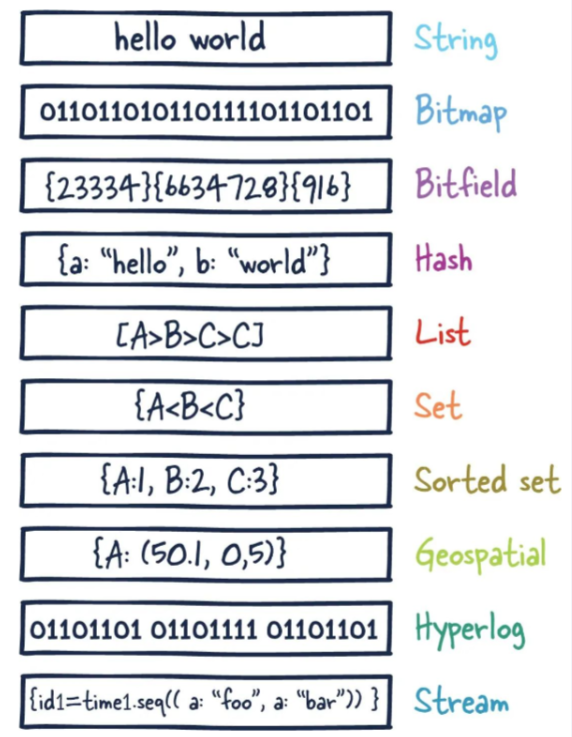 hello world String
011011010110111101101101 Bitmap
{23334}{6634728}{916} Bitfield
{a: “hello”, b: “world”} Hash
[A>B>C>C] List
{A<B<C} Set
{A:1, B:2, C:3} Sorted set
{A: (50.1, 0,5)} Geospatial
01101101 01101111 01101101 Hyperlog
{id1=time1.seq(( a: “foo”, a: “bar”)) } Stream